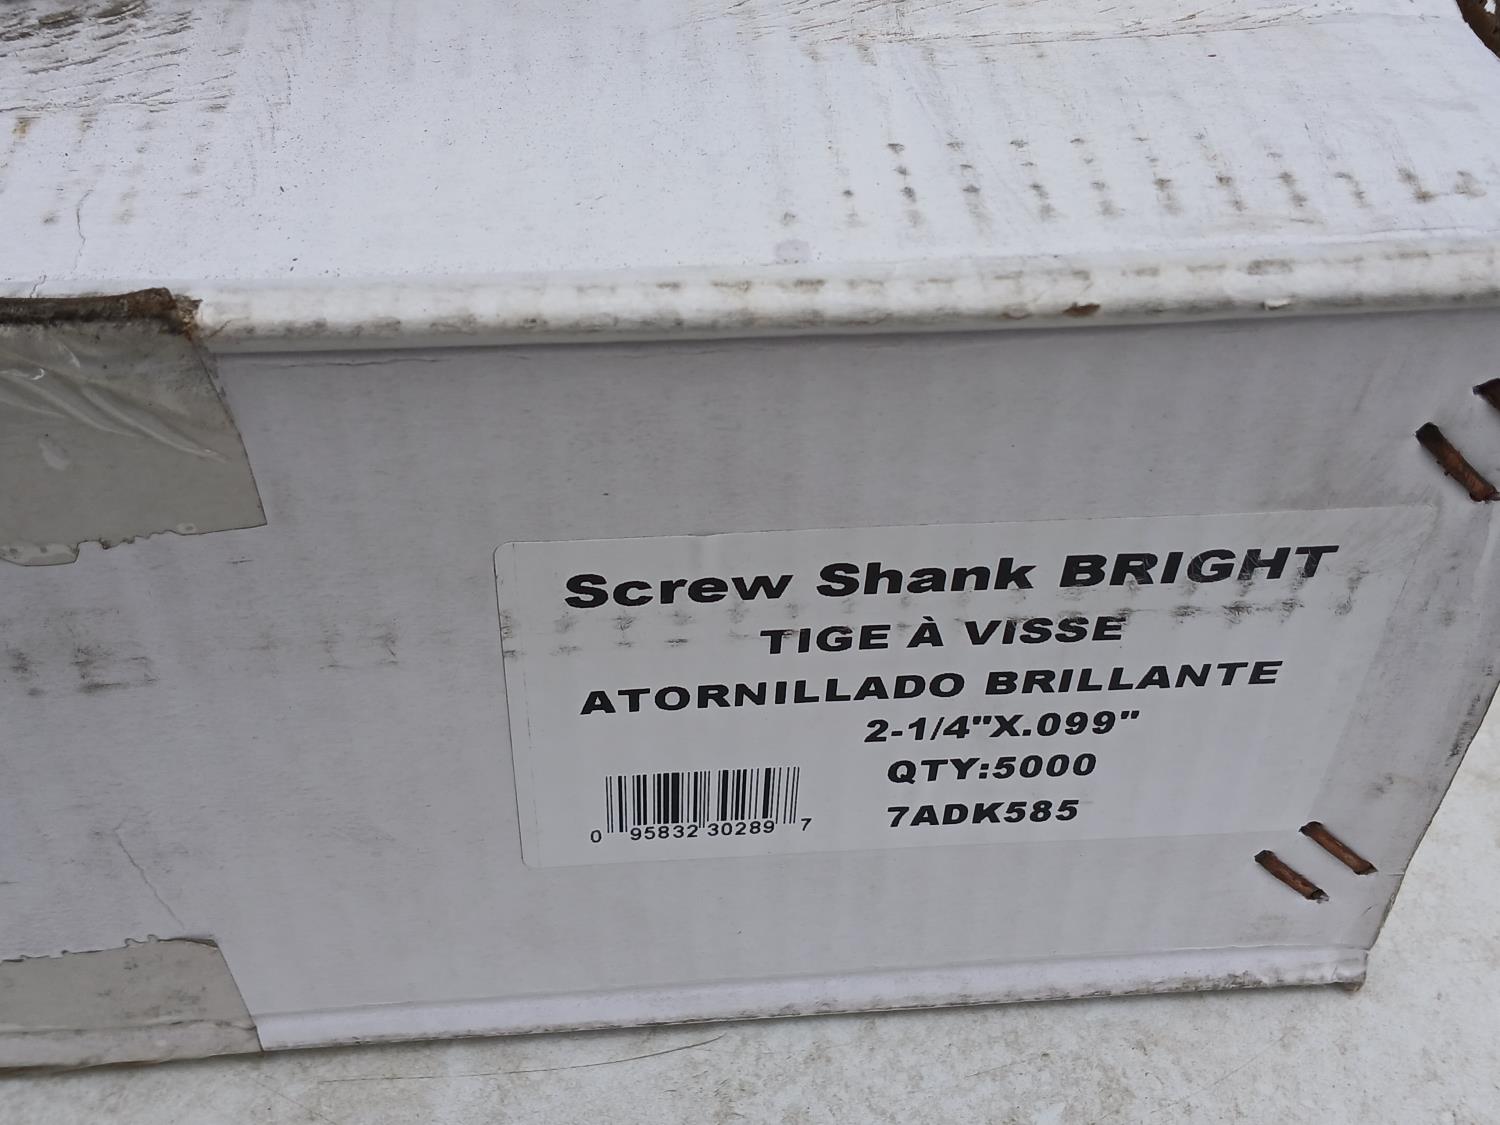 Screw Shank BRIGHT
TIGE À VISSE
ATORNILLADO BRILLANTE
2-1/4"X.099"
QTY:5000
7ADK585
0 95832 30289 7